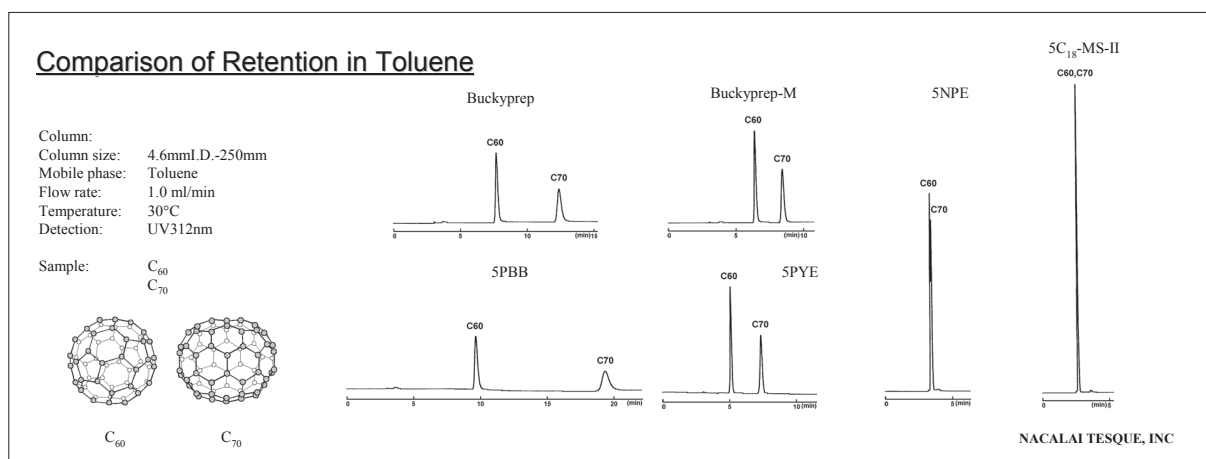 Comparison of Retention in Toluene
Column:
Column size: 4.6mmI.D.-250mm
Mobile phase: Toluene
Flow rate: 1.0 ml/min
Temperature: 30°C
Detection: UV312nm
Sample: C60
C70
C60
C70
Buckyprep
C60
C70
0 5 10 (min)15
Buckyprep-M
C60
C70
0 5 (min)10
5NPE
C60
C70
0 (min)5
5C18-MS-II
C60,C70
0 (min)5
5PBB
C60
C70
0 5 10 15 20 (min)
5PYE
C60
C70
0 5 10 (min)
NACALAI TESQUE, INC